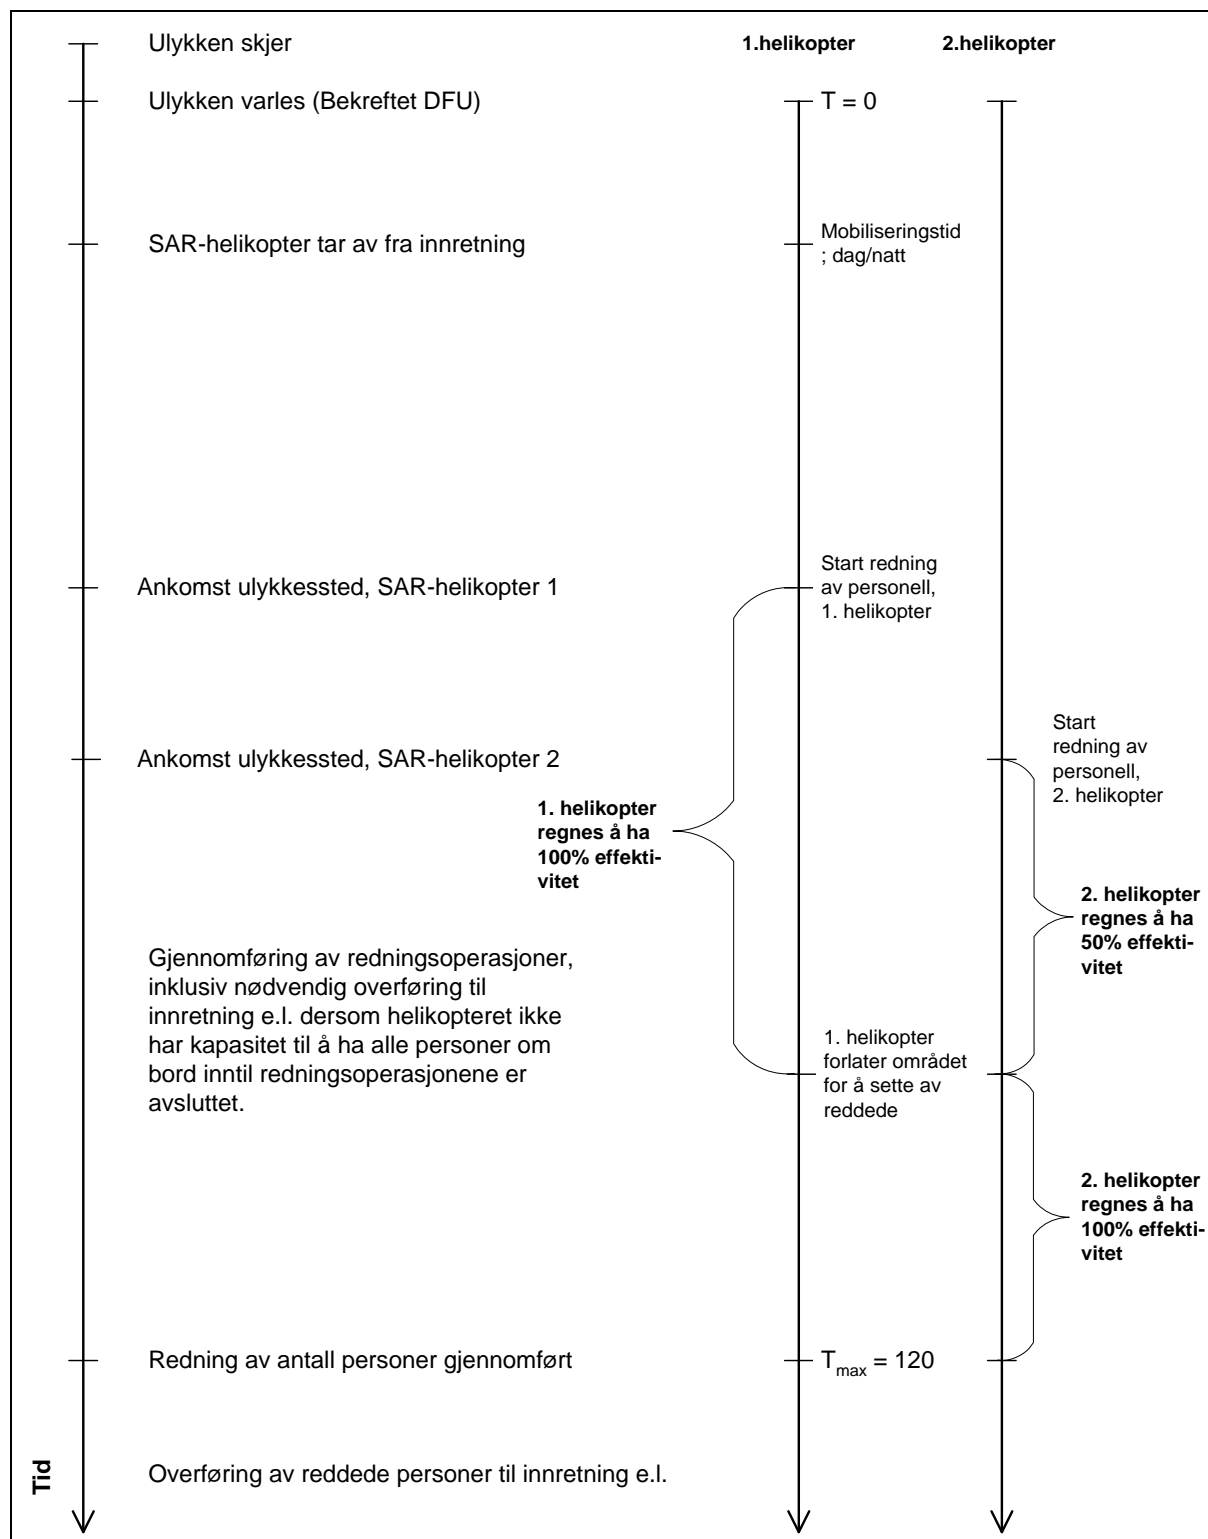 Ulykken skjer
1.helikopter
2.helikopter
Ulykken varles (Bekreftet DFU)
T = 0
SAR-helikopter tar av fra innretning
Mobiliseringstid
; dag/natt
Ankomst ulykkessted, SAR-helikopter 1
Start redning
av personell,
1. helikopter
Ankomst ulykkessted, SAR-helikopter 2
Start
redning av
personell,
2. helikopter
1. helikopter
regnes å ha
100% effekti-
vitet
2. helikopter
regnes å ha
50% effekti-
vitet
Gjennomføring av redningsoperasjoner,
inklusiv nødvendig overføring til
innretning e.l. dersom helikopteret ikke
har kapasitet til å ha alle personer om
bord inntil redningsoperasjonene er
avsluttet.
1. helikopter
forlater området
for å sette av
reddede
2. helikopter
regnes å ha
100% effekti-
vitet
Redning av antall personer gjennomført
Tmax = 120
Overføring av reddede personer til innretning e.l.
Tid